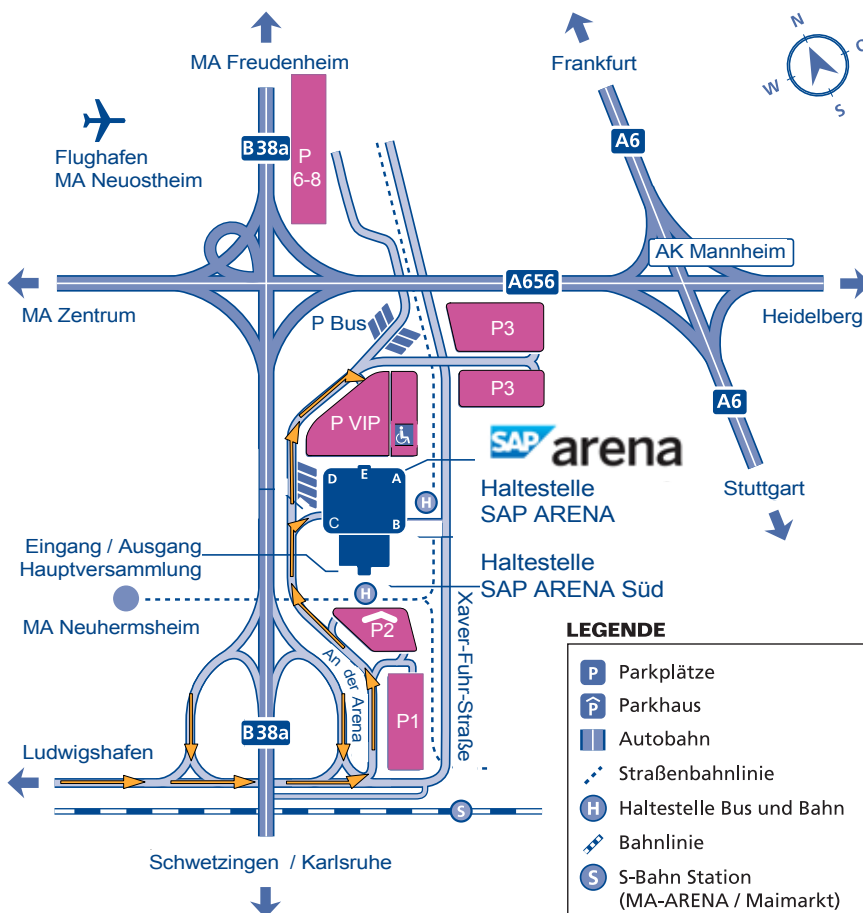 MA Freudenheim
Frankfurt
N
O
W
S
Flughafen
MA Neuostheim
B38a
P
6-8
A6
AK Mannheim
A656
MA Zentrum
Heidelberg
P Bus
P3
P3
A6
P VIP
SAP arena
D
E
A
C
B
H
Haltestelle
SAP ARENA
Stuttgart
Eingang / Ausgang
Hauptversammlung
Haltestelle
SAP ARENA Süd
H
MA Neuhermsheim
P2
An der Arena
Xaver-Fuhr-Straße
P1
B38a
Ludwigshafen
S
Schwetzingen / Karlsruhe
LEGENDE
P Parkplätze
P Parkhaus
Autobahn
Straßenbahnlinie
H Haltestelle Bus und Bahn
Bahnlinie
S S-Bahn Station
(MA-ARENA / Maimarkt)